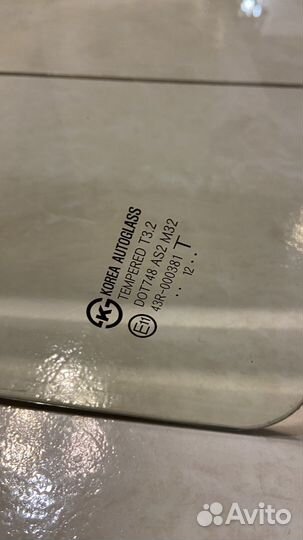 KOREA AUTOGLASS
TEMPERED T3.2
DOT748 AS2 M32
E11 43R-000381 T
.. 12 ..
Avito